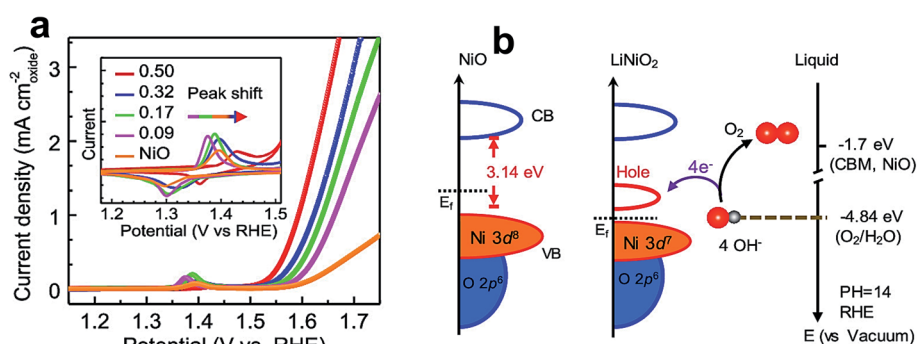 a
Current density (mA cm⁻²oxide)
3
2
1
0
1.2 1.3 1.4 1.5 1.6 1.7
Potential (V vs. RHE)
0.50
0.32
0.17
0.09
NiO
Peak shift
Current
1.2 1.3 1.4 1.5
Potential (V vs RHE)
b
NiO
CB
3.14 eV
Ef
Ni 3d⁸
VB
O 2p⁶
LiNiO₂
Hole
Ef
Ni 3d⁷
O 2p⁶
4e⁻
O₂
4 OH⁻
Liquid
-1.7 eV
(CBM, NiO)
-4.84 eV
(O₂/H₂O)
PH=14
RHE
E (vs Vacuum)